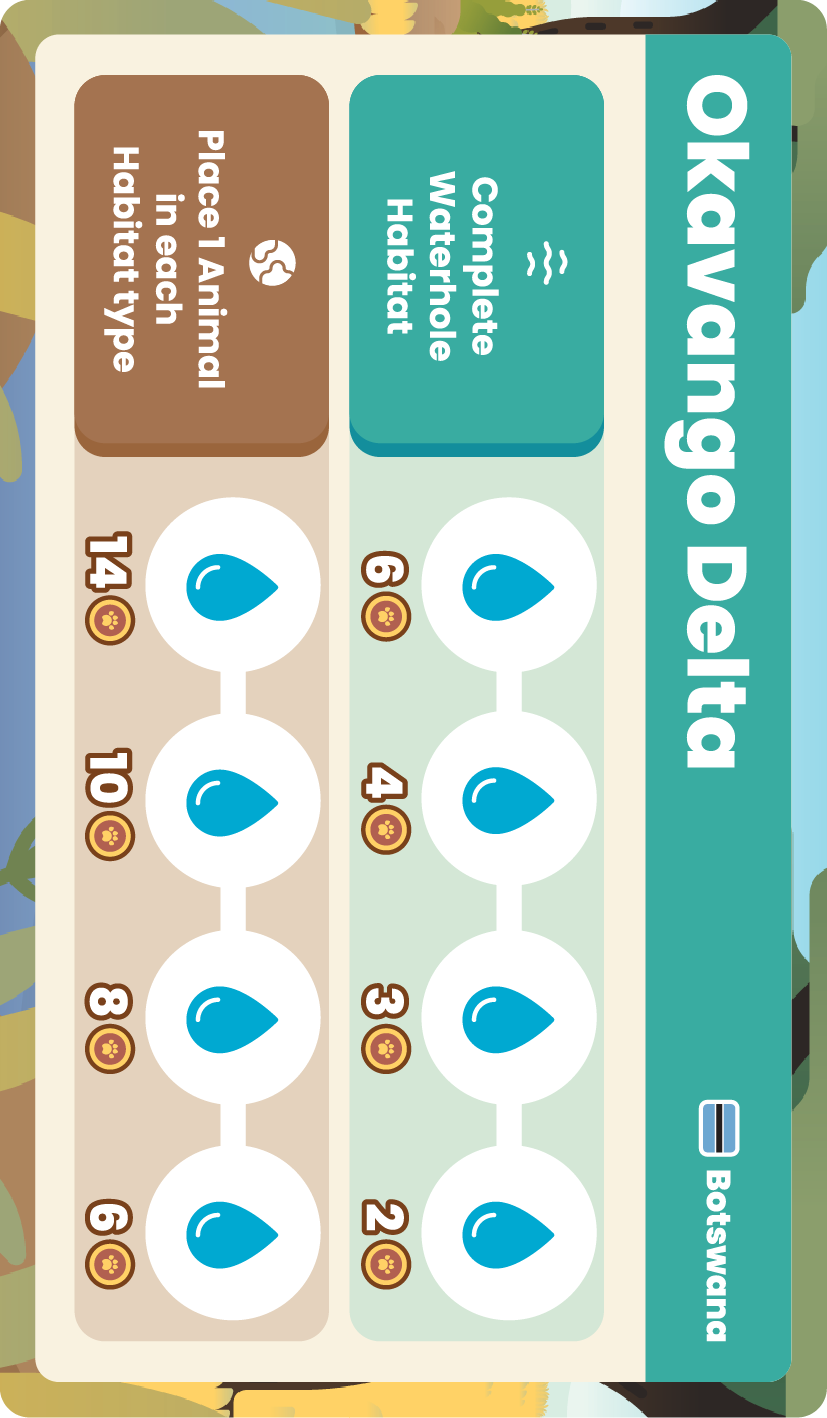 Okavango Delta
Botswana
Complete
Waterhole
Habitat
6
4
3
2
Place 1 Animal
in each
Habitat type
14
10
8
6